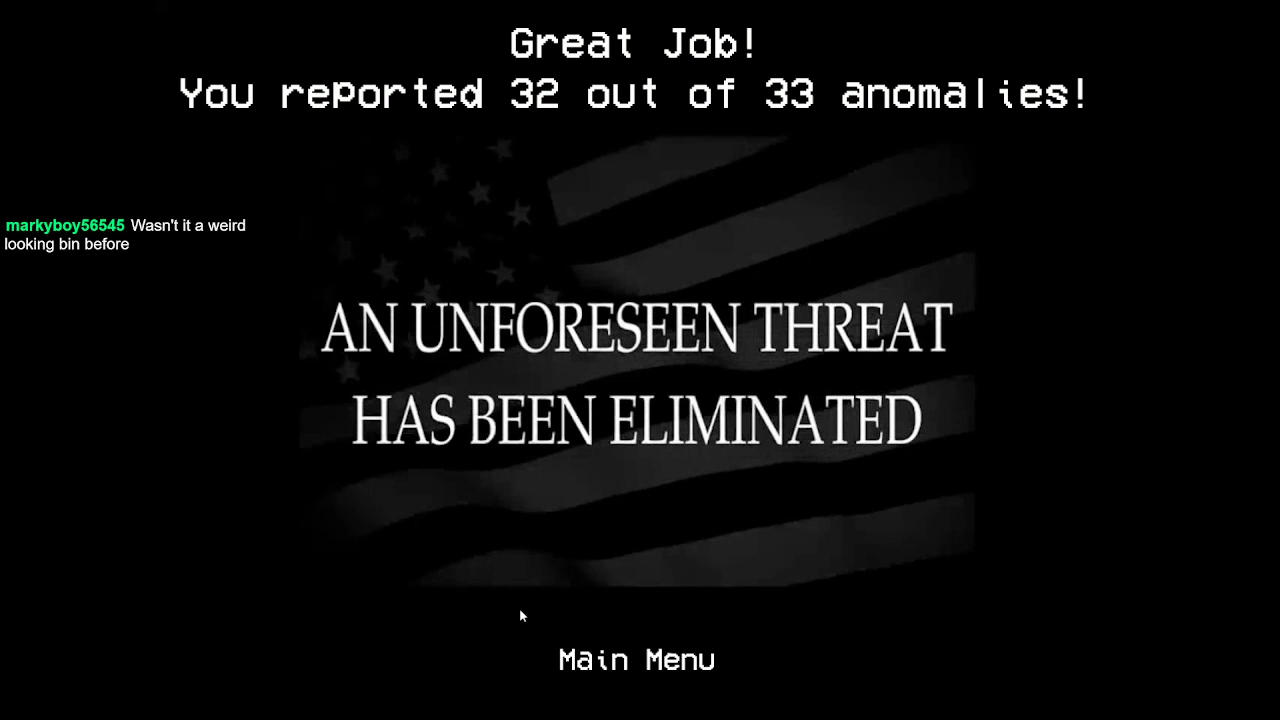 Great Job!
You reported 32 out of 33 anomalies!
markyboy56545 Wasn't it a weird
looking bin before
AN UNFORESEEN THREAT
HAS BEEN ELIMINATED
Main Menu